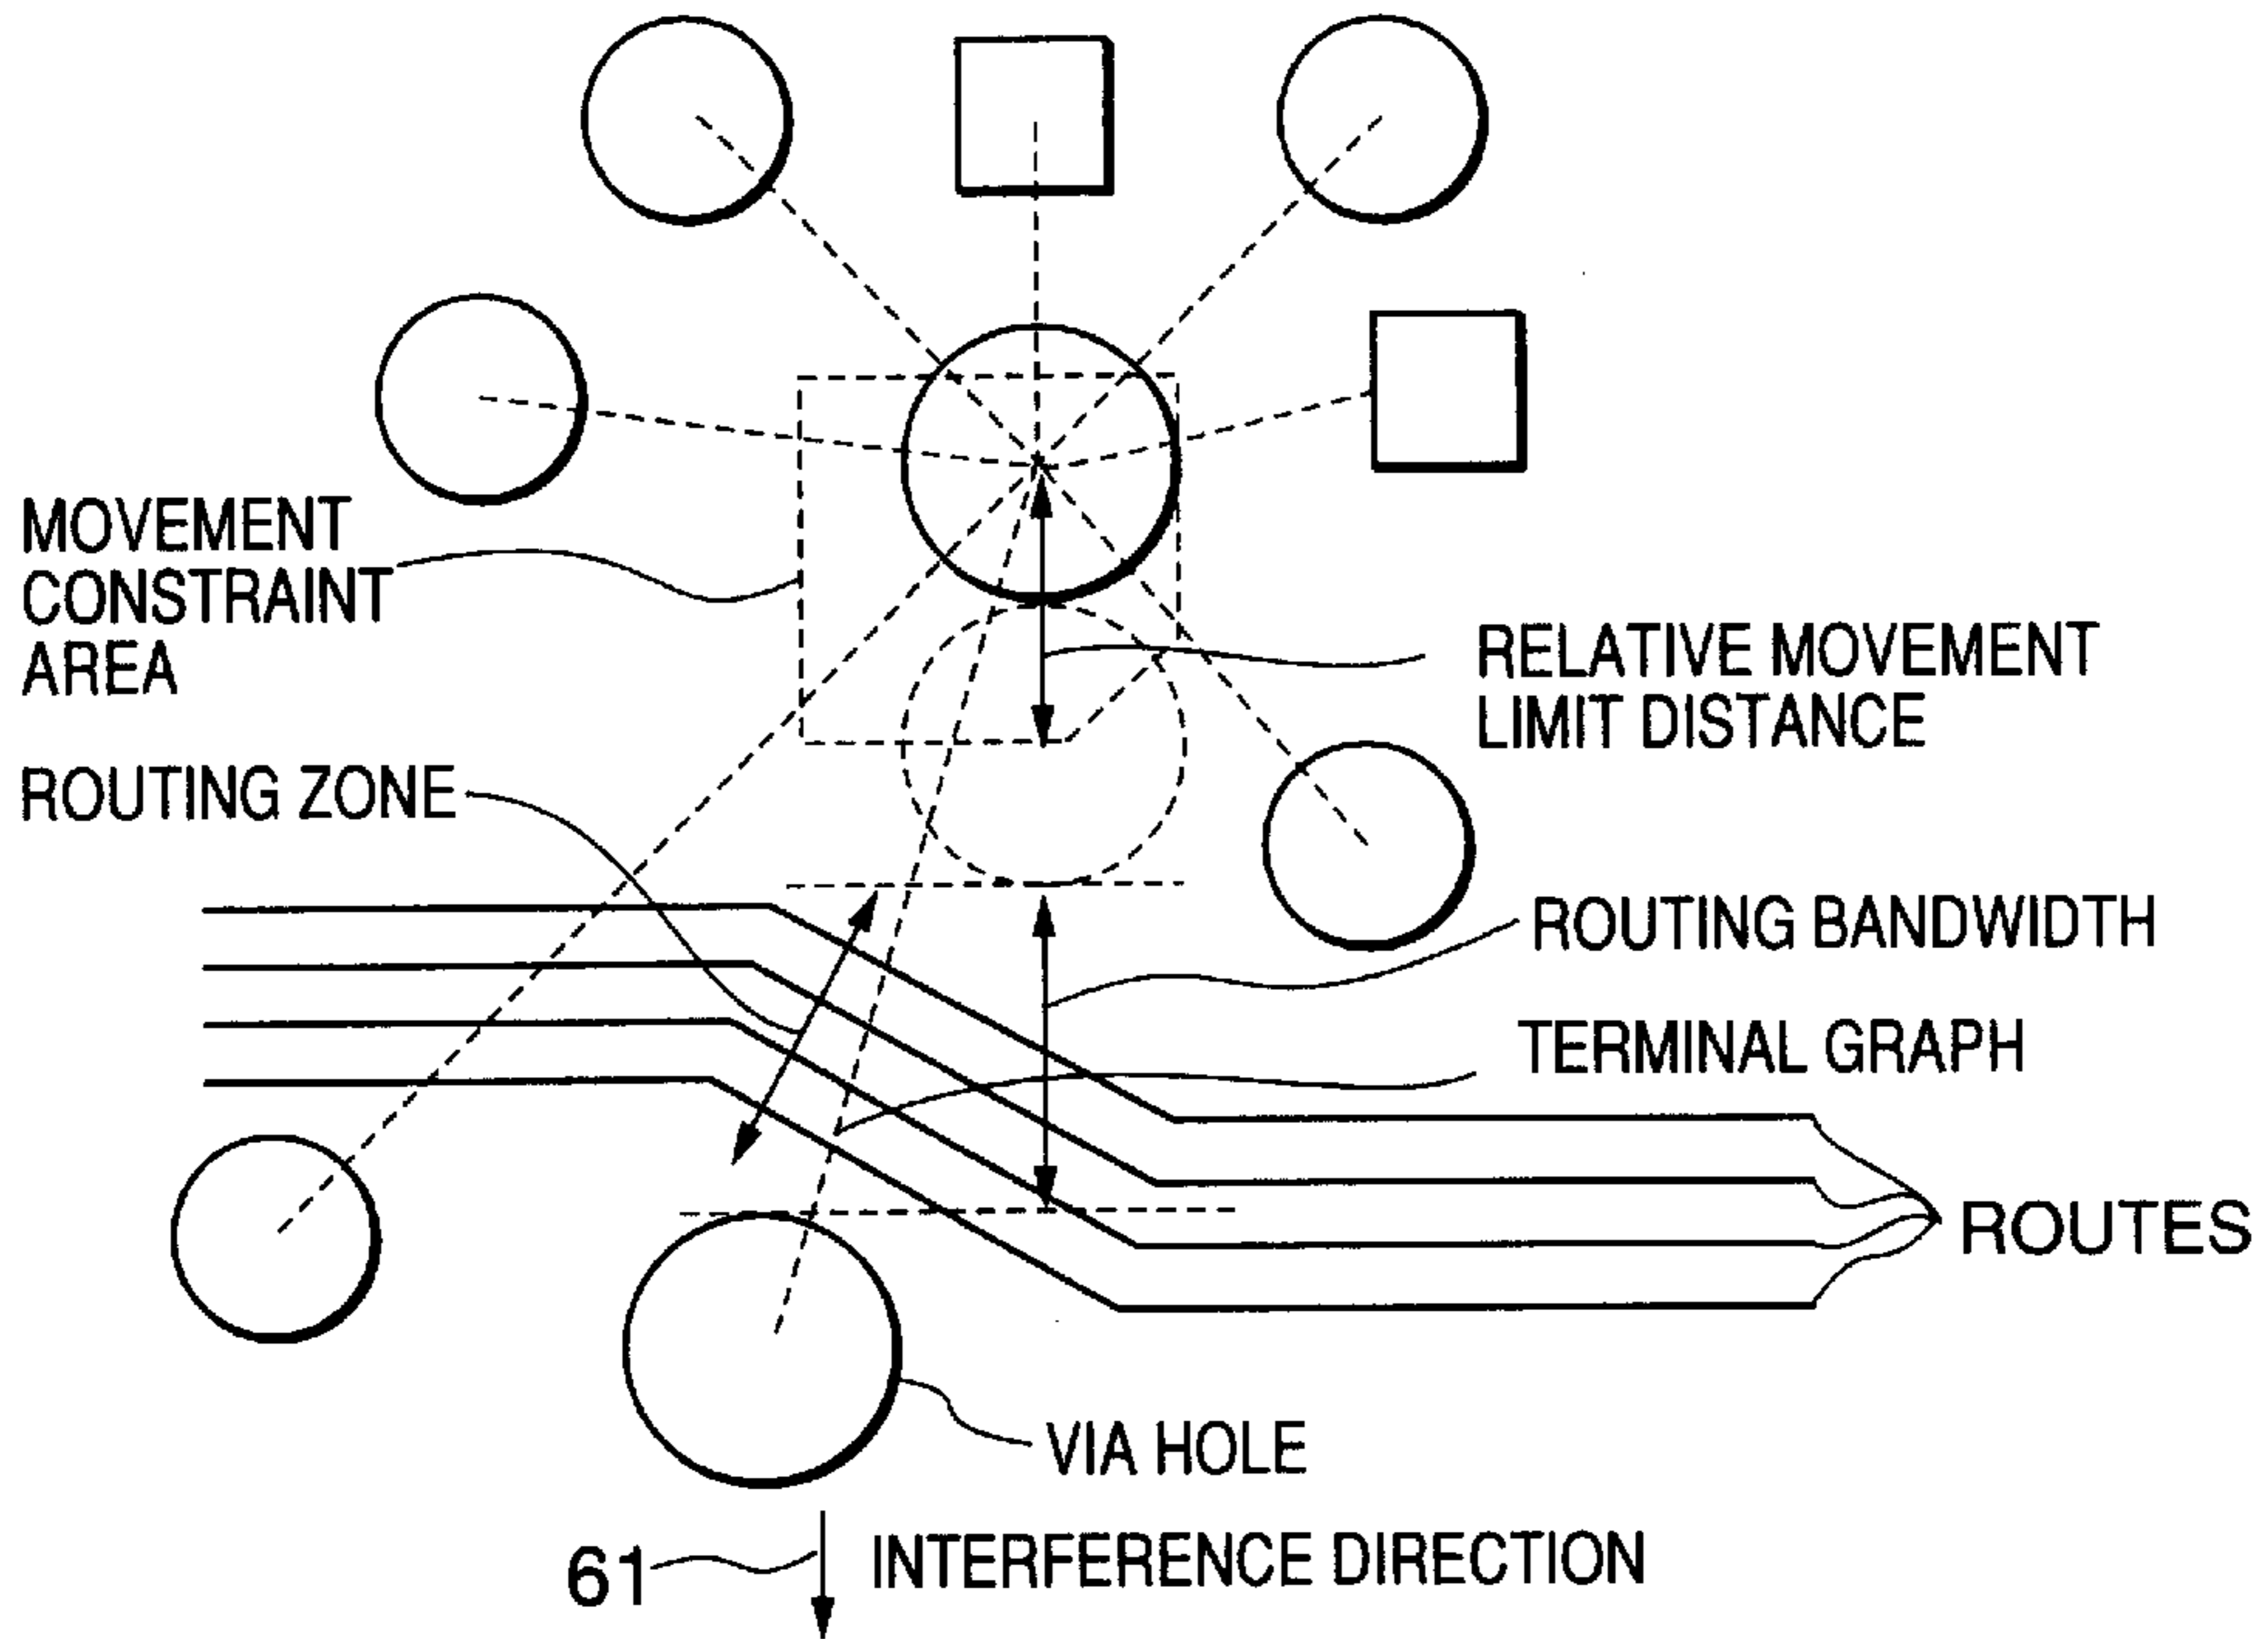 MOVEMENT
CONSTRAINT
AREA
RELATIVE MOVEMENT
LIMIT DISTANCE
ROUTING ZONE
ROUTING BANDWIDTH
TERMINAL GRAPH
ROUTES
VIA HOLE
61
INTERFERENCE DIRECTION